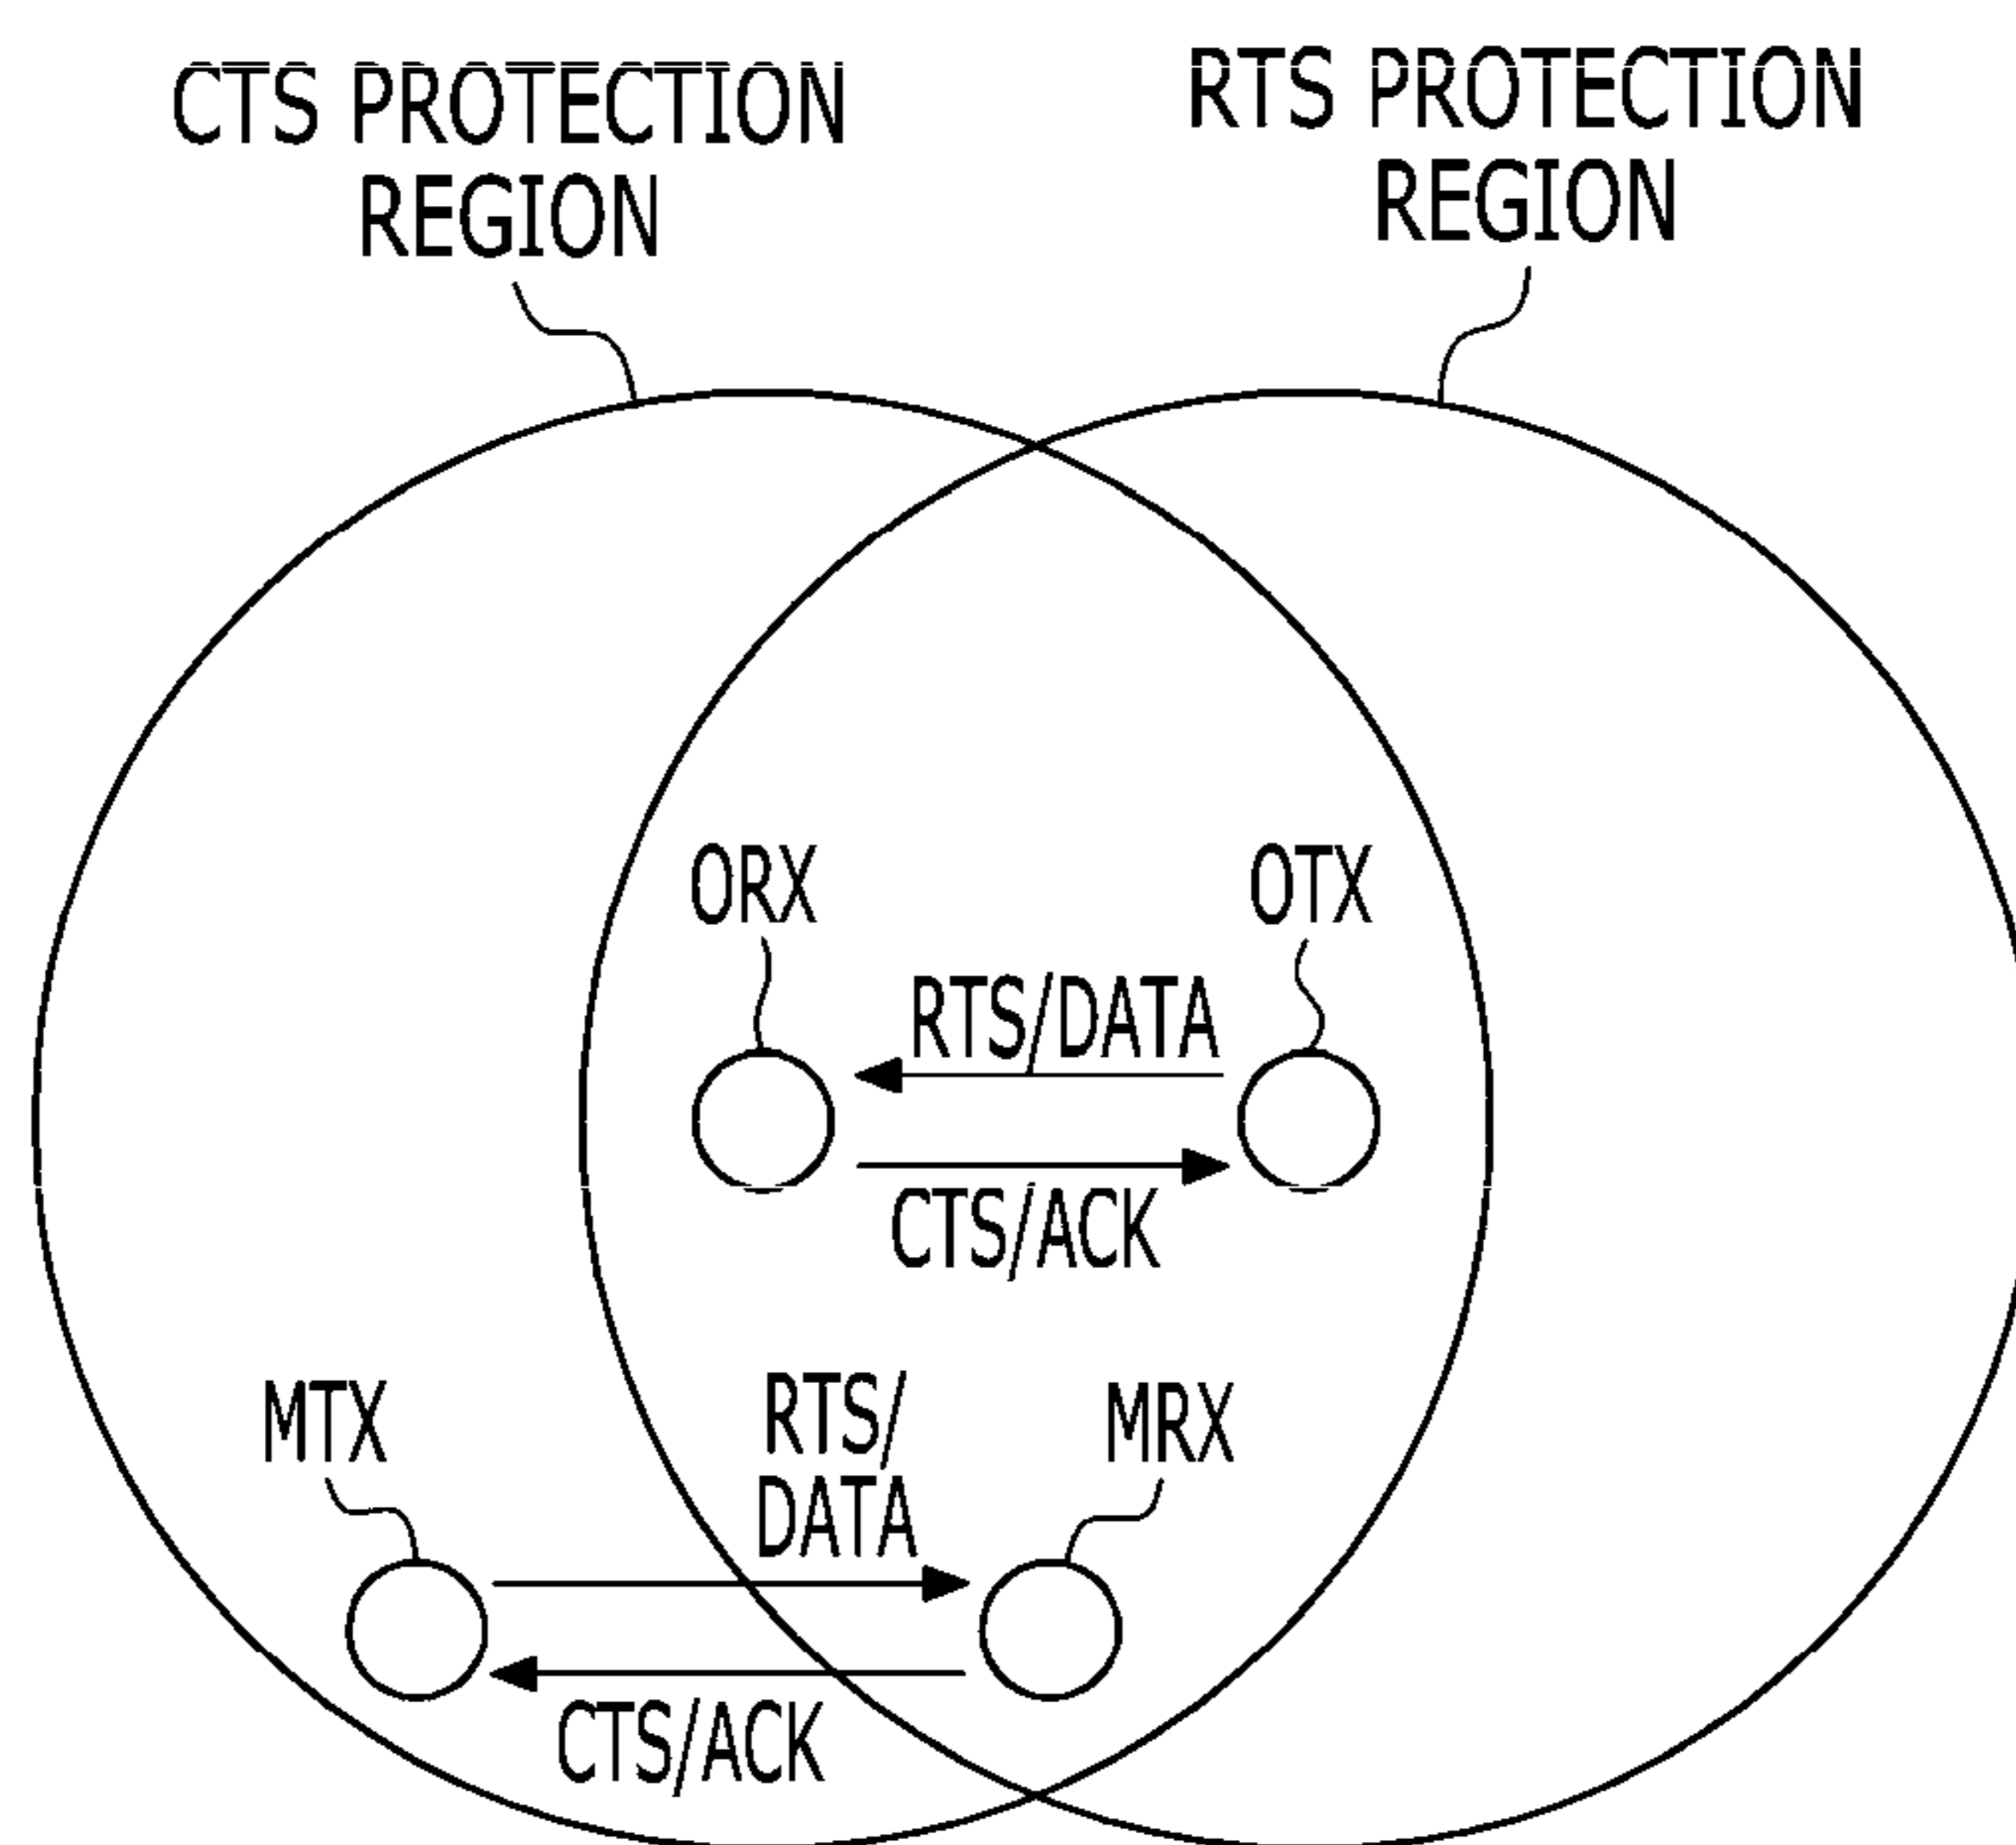 CTS PROTECTION
REGION
RTS PROTECTION
REGION
ORX
OTX
RTS/DATA
CTS/ACK
MTX
RTS/
DATA
MRX
CTS/ACK